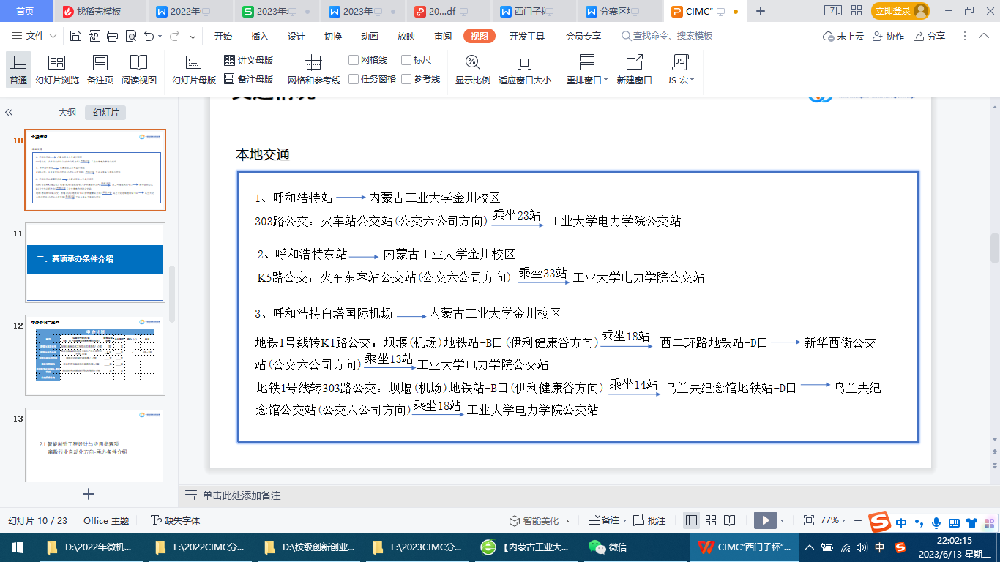 首页
找稻壳模板
2022年
2023年
2023年
20...df
西门子杯
分赛区
CIMC"
立即登录
文件
开始
插入
设计
切换
动画
放映
审阅
视图
开发工具
会员专享
查找命令、搜索模板
未上云
协作
分享
普通
幻灯片浏览
备注页
阅读视图
幻灯片母版
讲义母版
备注母版
网格和参考线
网格线
标尺
任务窗格
参考线
显示比例
适应窗口大小
重排窗口
新建窗口
JS 宏
大纲
幻灯片
10
11
二、赛项承办条件介绍
12
13
2.1 智能制造工程设计与应用类赛项
离散行业自动化方向-承办条件介绍
交通情况
本地交通
1、呼和浩特站 内蒙古工业大学金川校区
303路公交：火车站公交站(公交六公司方向) 乘坐23站 工业大学电力学院公交站
2、呼和浩特东站 内蒙古工业大学金川校区
K5路公交：火车东客站公交站(公交六公司方向) 乘坐33站 工业大学电力学院公交站
3、呼和浩特白塔国际机场 内蒙古工业大学金川校区
地铁1号线转K1路公交：坝堰(机场)地铁站-B口(伊利健康谷方向) 乘坐18站 西二环路地铁站-D口 新华西街公交
站(公交六公司方向) 乘坐13站 工业大学电力学院公交站
地铁1号线转303路公交：坝堰(机场)地铁站-B口(伊利健康谷方向) 乘坐14站 乌兰夫纪念馆地铁站-D口 乌兰夫纪
念馆公交站(公交六公司方向) 乘坐18站 工业大学电力学院公交站
单击此处添加备注
幻灯片 10 / 23
Office 主题
缺失字体
智能美化
备注
批注
77%
中
D:\2022年微机...
E:\2022CIMC分...
D:\校级创新创业...
E:\2023CIMC分...
【内蒙古工业大...
微信
CIMC"西门子杯"...
中
22:02:15
2023/6/13 星期二